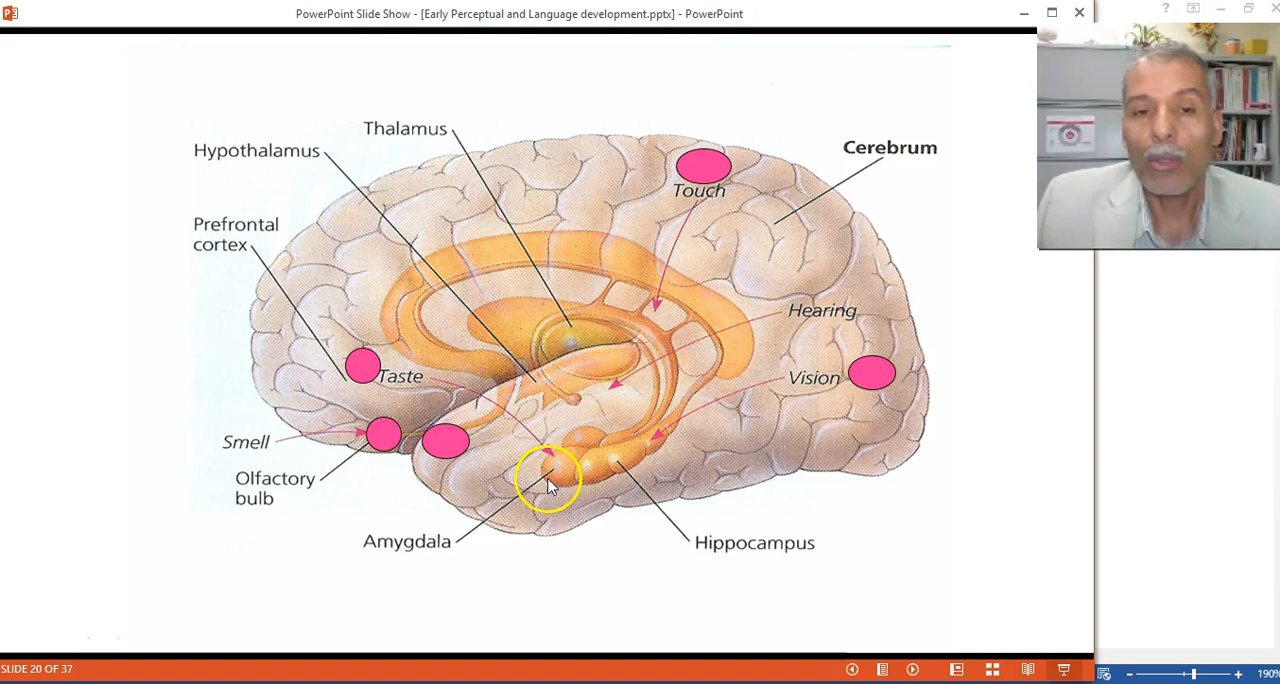 PowerPoint Slide Show - [Early Perceptual and Language development.pptx] - PowerPoint
Thalamus
Hypothalamus
Cerebrum
Touch
Prefrontal
cortex
Hearing
Taste
Vision
Smell
Olfactory
bulb
Amygdala
Hippocampus
SLIDE 20 OF 37
190%